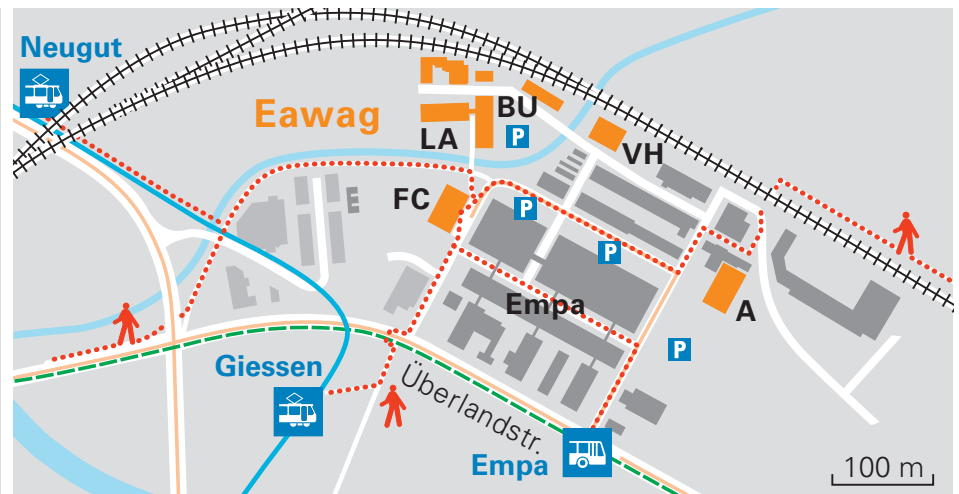 Neugut
Eawag
BU
P
LA
VH
FC
P
P
Empa
A
P
Giessen
Überlandstr.
Empa
100 m